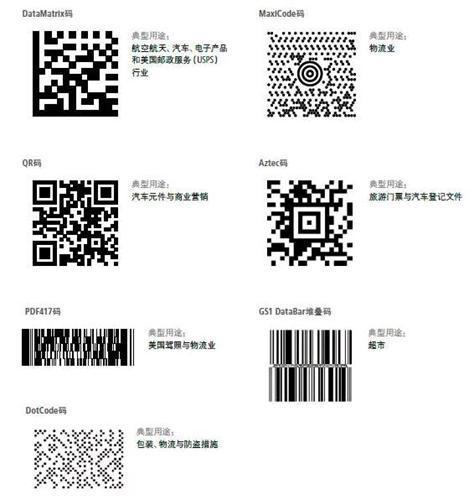 DataMatrix码
典型用途：
航空航天、汽车、电子产品
和美国邮政服务（USPS）
行业
MaxiCode码
典型用途：
物流业
QR码
典型用途：
汽车元件与商业营销
Aztec码
典型用途：
旅游门票与汽车登记文件
PDF417码
典型用途：
美国驾照与物流业
GS1 DataBar堆叠码
典型用途：
超市
DotCode码
典型用途：
包装、物流与防盗措施